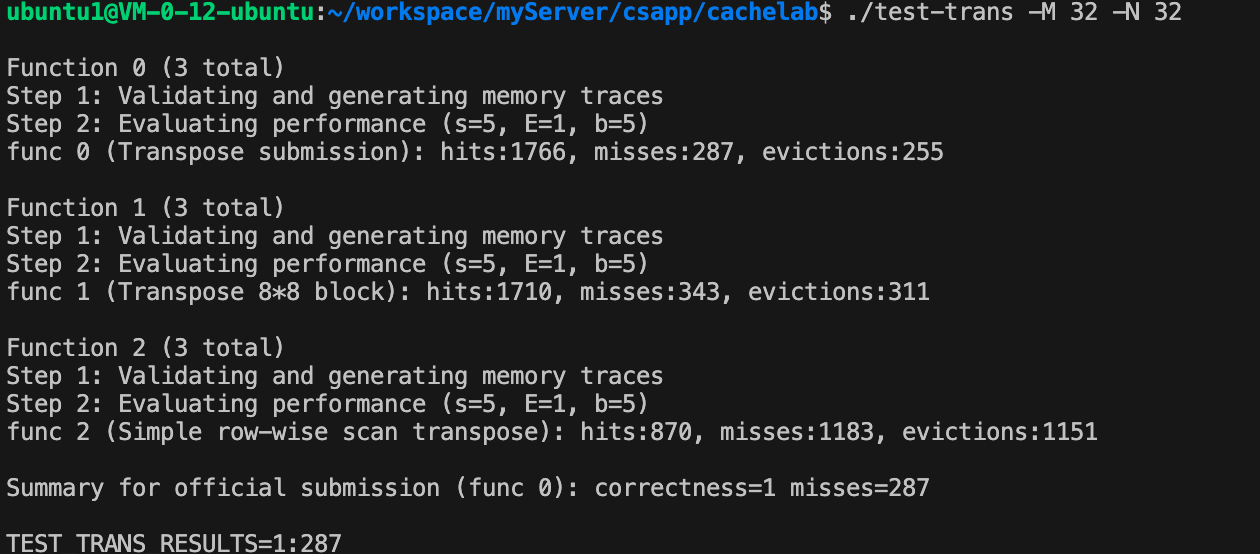 ubuntu1@VM-0-12-ubuntu:~/workspace/myServer/csapp/cachelab$ ./test-trans -M 32 -N 32
Function 0 (3 total)
Step 1: Validating and generating memory traces
Step 2: Evaluating performance (s=5, E=1, b=5)
func 0 (Transpose submission): hits:1766, misses:287, evictions:255
Function 1 (3 total)
Step 1: Validating and generating memory traces
Step 2: Evaluating performance (s=5, E=1, b=5)
func 1 (Transpose 8*8 block): hits:1710, misses:343, evictions:311
Function 2 (3 total)
Step 1: Validating and generating memory traces
Step 2: Evaluating performance (s=5, E=1, b=5)
func 2 (Simple row-wise scan transpose): hits:870, misses:1183, evictions:1151
Summary for official submission (func 0): correctness=1 misses=287
TEST_TRANS_RESULTS=1:287